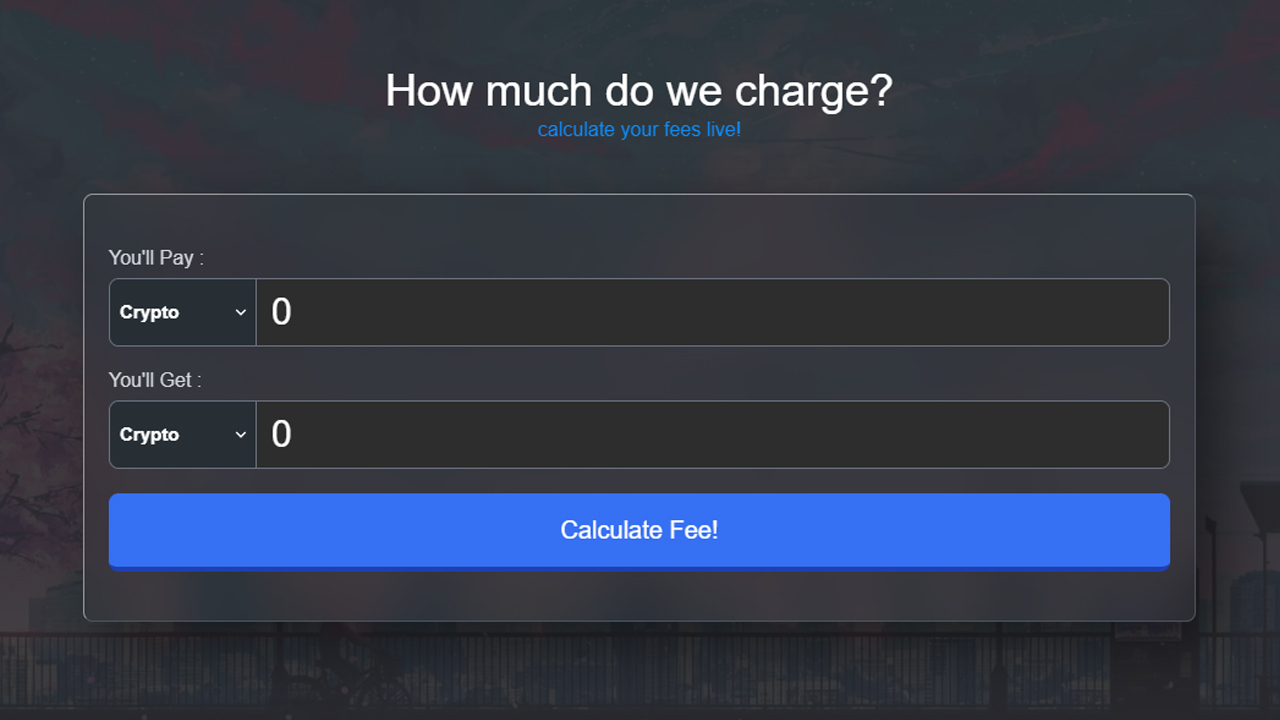 How much do we charge?
calculate your fees live!
You'll Pay :
Crypto 0
You'll Get :
Crypto 0
Calculate Fee!